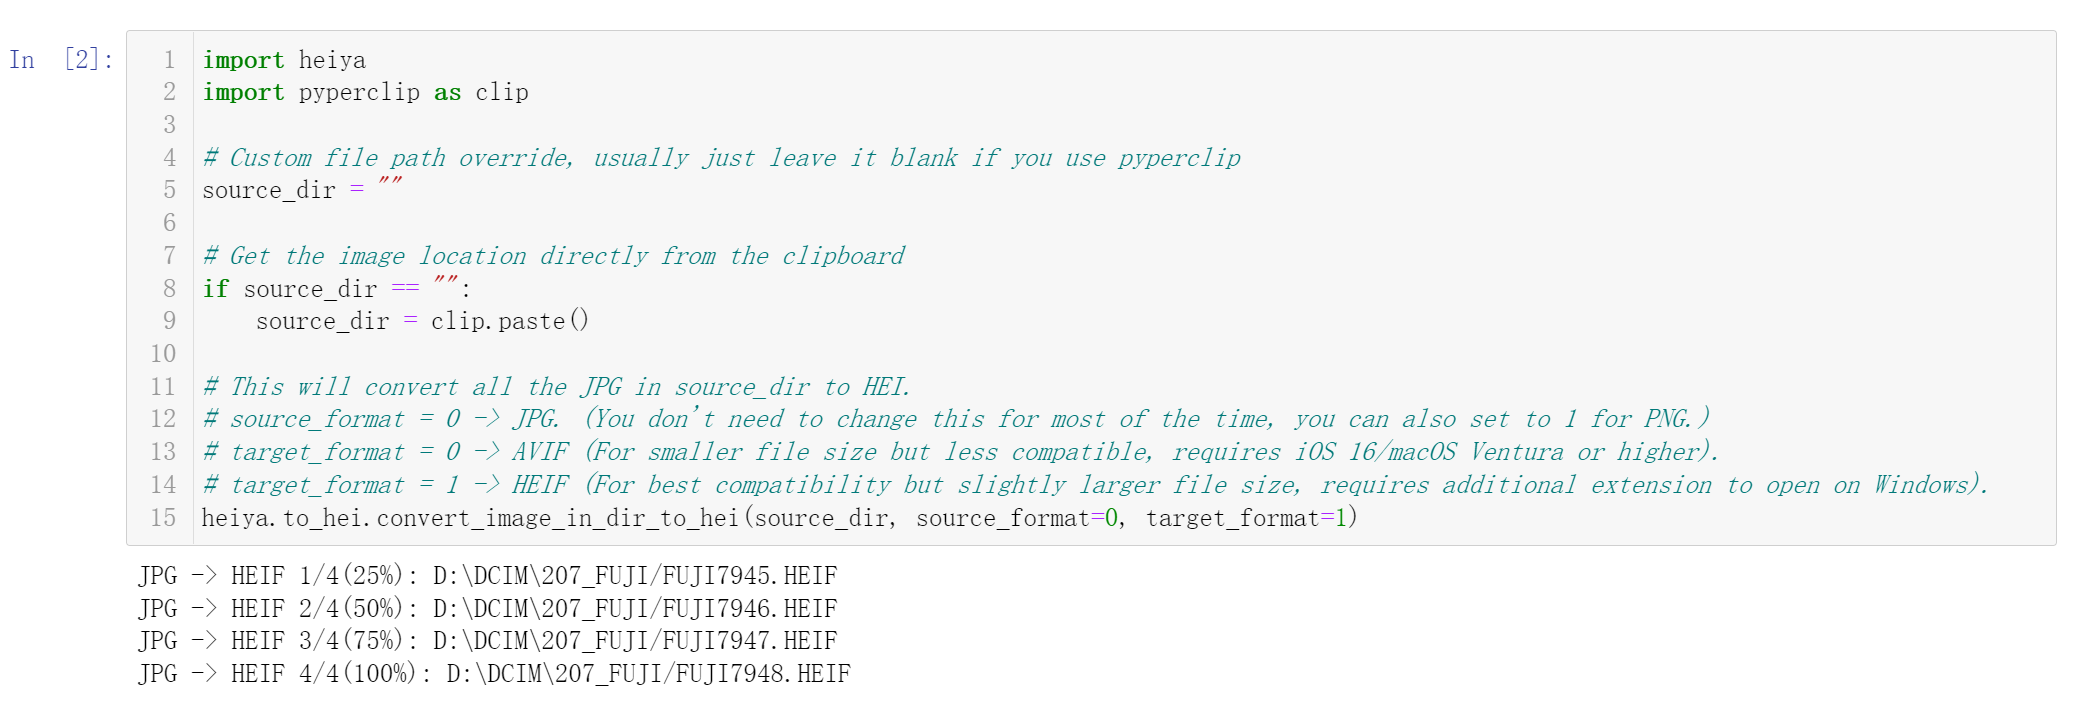 In [2]:
1 import heiya
2 import pyperclip as clip
3
4 # Custom file path override, usually just leave it blank if you use pyperclip
5 source_dir = ""
6
7 # Get the image location directly from the clipboard
8 if source_dir == "":
9     source_dir = clip.paste()
10
11 # This will convert all the JPG in source_dir to HEI.
12 # source_format = 0 -> JPG. (You don't need to change this for most of the time, you can also set to 1 for PNG.)
13 # target_format = 0 -> AVIF (For smaller file size but less compatible, requires iOS 16/macOS Ventura or higher).
14 # target_format = 1 -> HEIF (For best compatibility but slightly larger file size, requires additional extension to open on Windows).
15 heiya.to_hei.convert_image_in_dir_to_hei(source_dir, source_format=0, target_format=1)
JPG -> HEIF 1/4(25%): D:\DCIM\207_FUJI/FUJI7945.HEIF
JPG -> HEIF 2/4(50%): D:\DCIM\207_FUJI/FUJI7946.HEIF
JPG -> HEIF 3/4(75%): D:\DCIM\207_FUJI/FUJI7947.HEIF
JPG -> HEIF 4/4(100%): D:\DCIM\207_FUJI/FUJI7948.HEIF